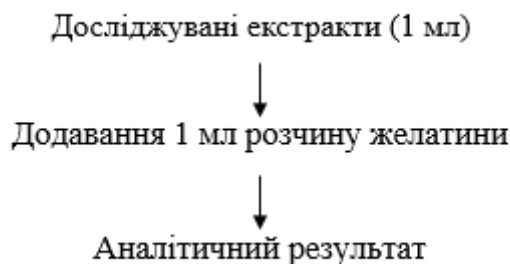 Досліджувані екстракти (1 мл)
Додавання 1 мл розчину желатини
Аналітичний результат